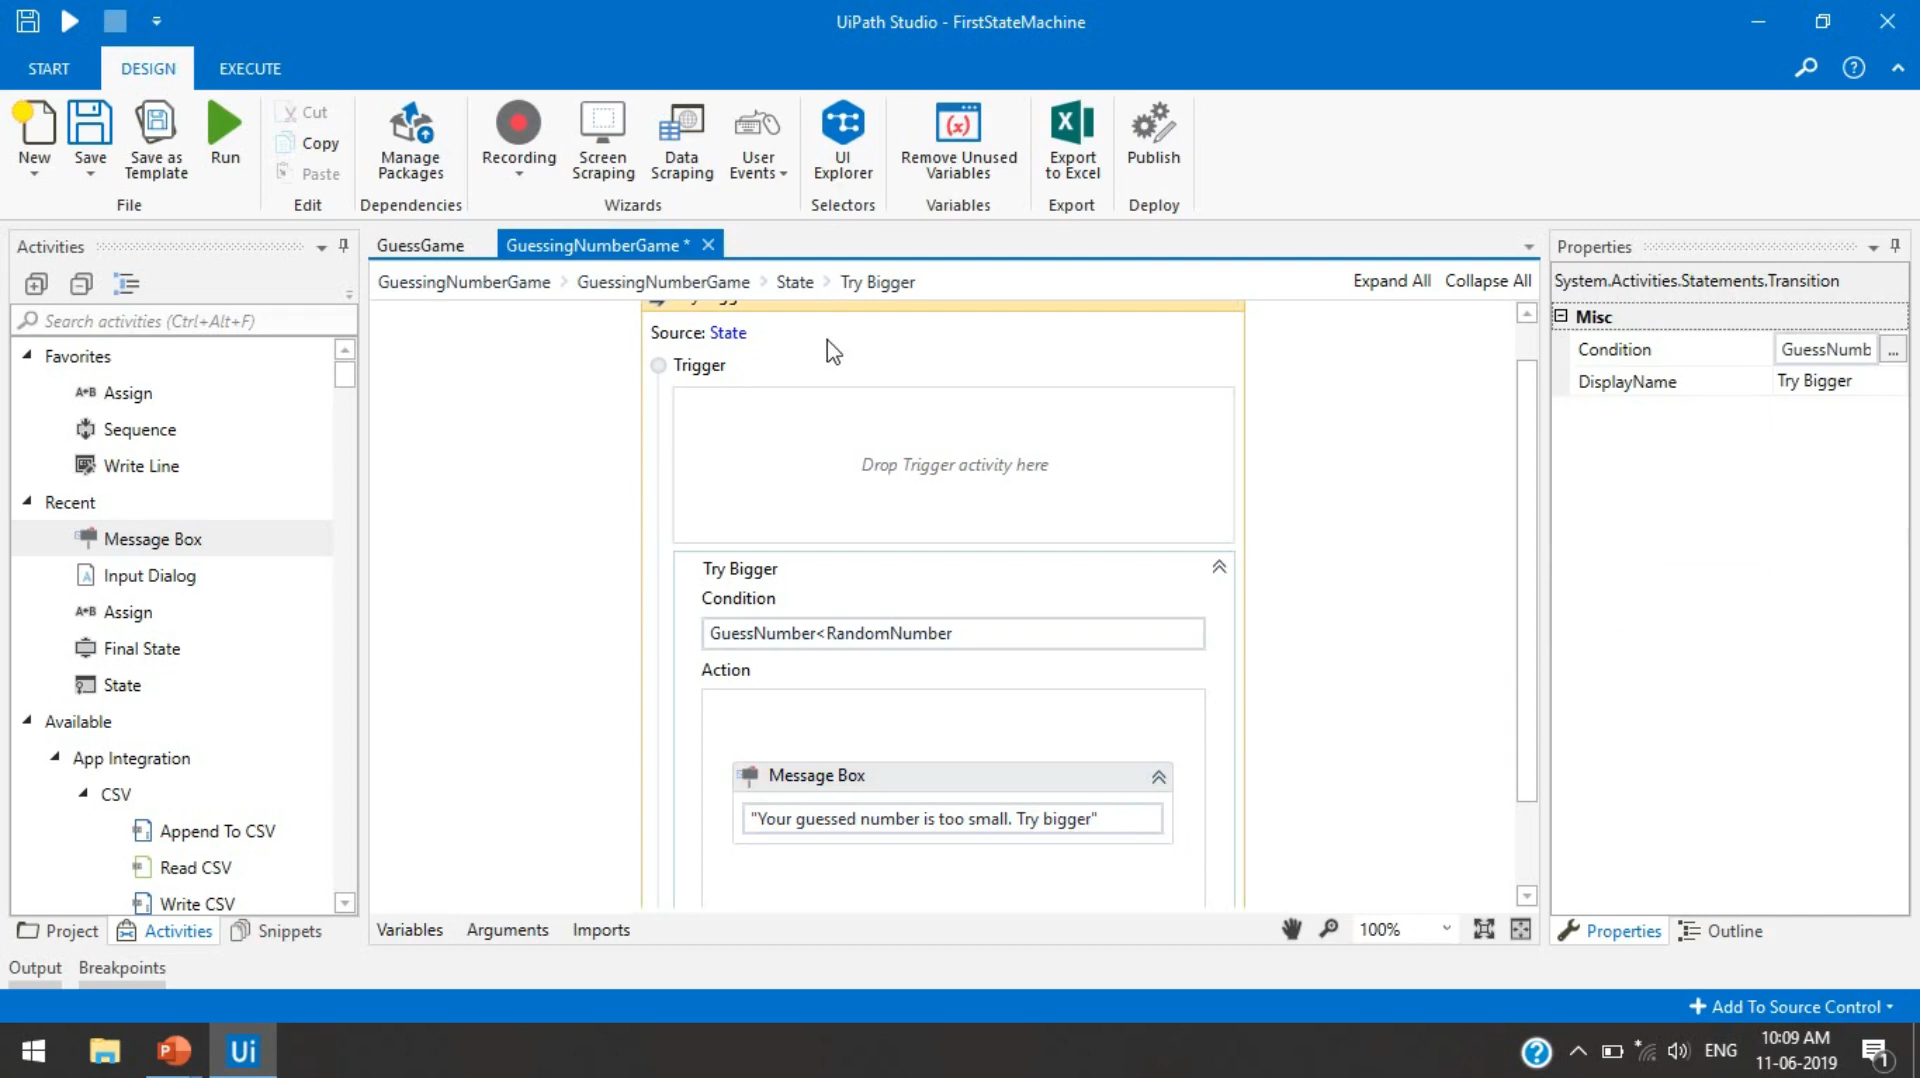 UiPath Studio - FirstStateMachine
START
DESIGN
EXECUTE
New
Save
Save as Template
Run
Cut
Copy
Paste
Manage Packages
Recording
Screen Scraping
Data Scraping
User Events
UI Explorer
Remove Unused Variables
Export to Excel
Publish
File
Edit
Dependencies
Wizards
Selectors
Variables
Export
Deploy
Activities
Search activities (Ctrl+Alt+F)
Favorites
A+B Assign
Sequence
Write Line
Recent
Message Box
Input Dialog
A+B Assign
Final State
State
Available
App Integration
CSV
Append To CSV
Read CSV
Write CSV
Project
Activities
Snippets
GuessGame
GuessingNumberGame *
GuessingNumberGame > GuessingNumberGame > State > Try Bigger
Expand All
Collapse All
Source: State
Trigger
Drop Trigger activity here
Try Bigger
Condition
GuessNumber<RandomNumber
Action
Message Box
"Your guessed number is too small. Try bigger"
Variables
Arguments
Imports
100%
Properties
System.Activities.Statements.Transition
Misc
Condition
GuessNumb
...
DisplayName
Try Bigger
Properties
Outline
Output
Breakpoints
Add To Source Control
Ui
ENG
10:09 AM
11-06-2019
1